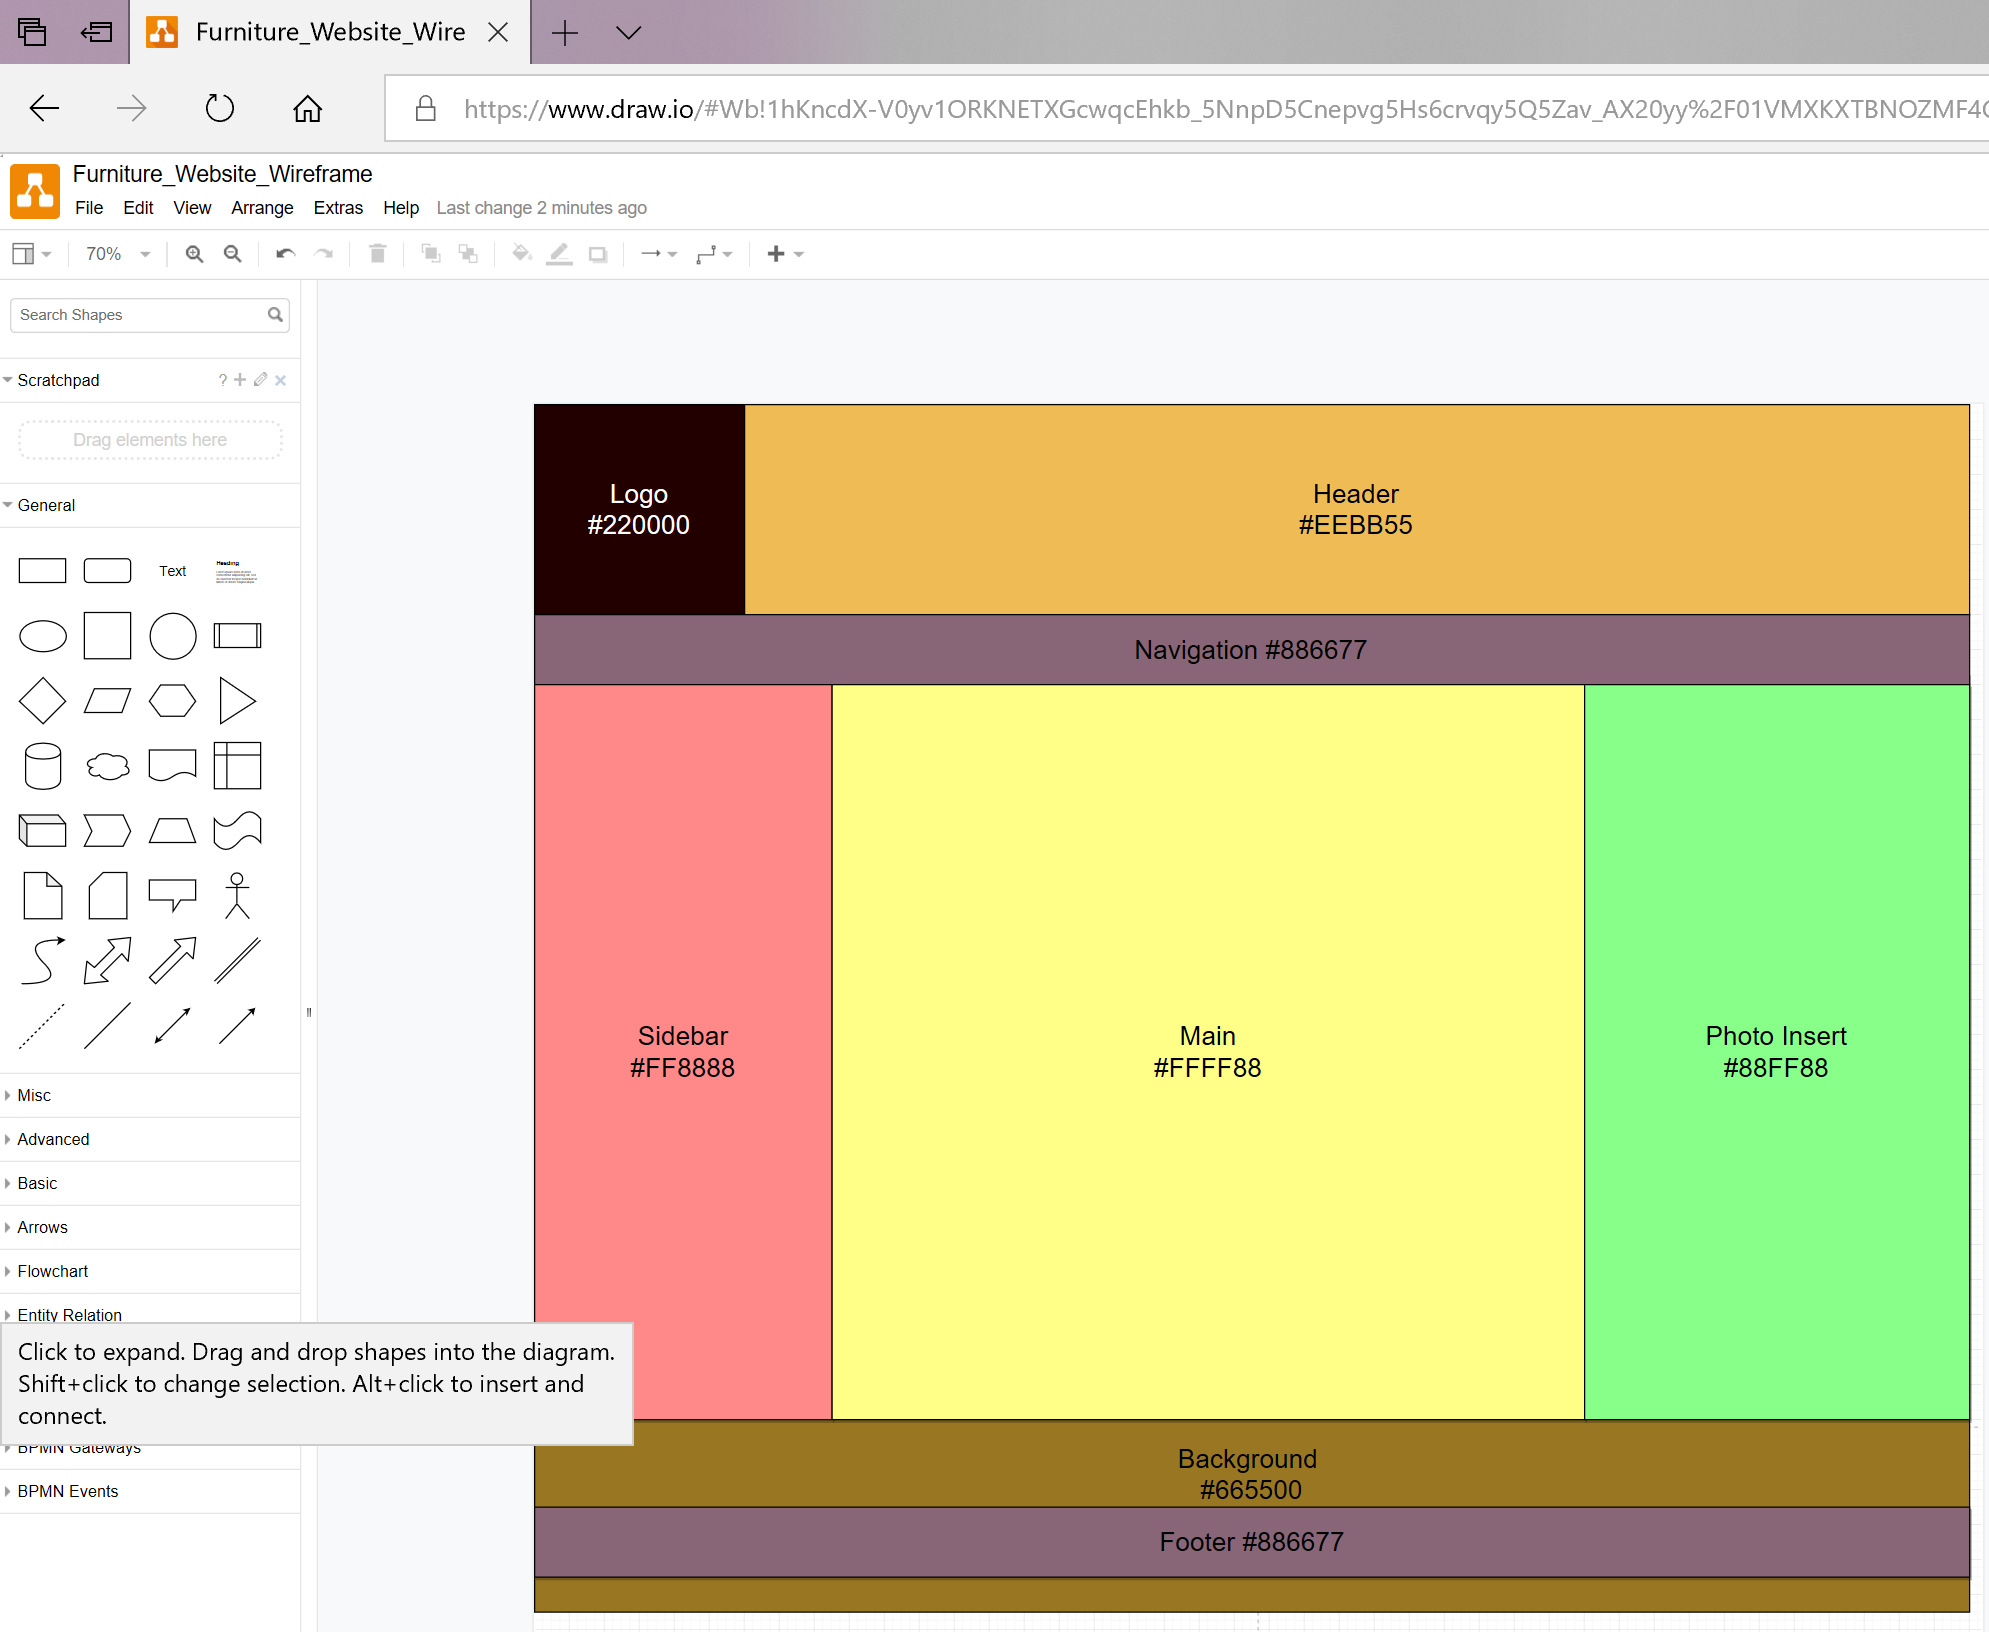 Furniture_Website_Wire
https://www.draw.io/#Wb!1hKncdX-V0yv1ORKNETXGcwqcEhkb_5NnpD5Cnepvg5Hs6crvqy5Q5Zav_AX20yy%2F01VMXKXTBNOZMF4
Furniture_Website_Wireframe
File Edit View Arrange Extras Help Last change 2 minutes ago
70%
Search Shapes
Scratchpad ?
Drag elements here
General
Text
Heading
Misc
Advanced
Basic
Arrows
Flowchart
Entity Relation
Click to expand. Drag and drop shapes into the diagram.
Shift+click to change selection. Alt+click to insert and
connect.
BPMN Gateways
BPMN Events
Logo
#220000
Header
#EEBB55
Navigation #886677
Sidebar
#FF8888
Main
#FFFF88
Photo Insert
#88FF88
Background
#665500
Footer #886677